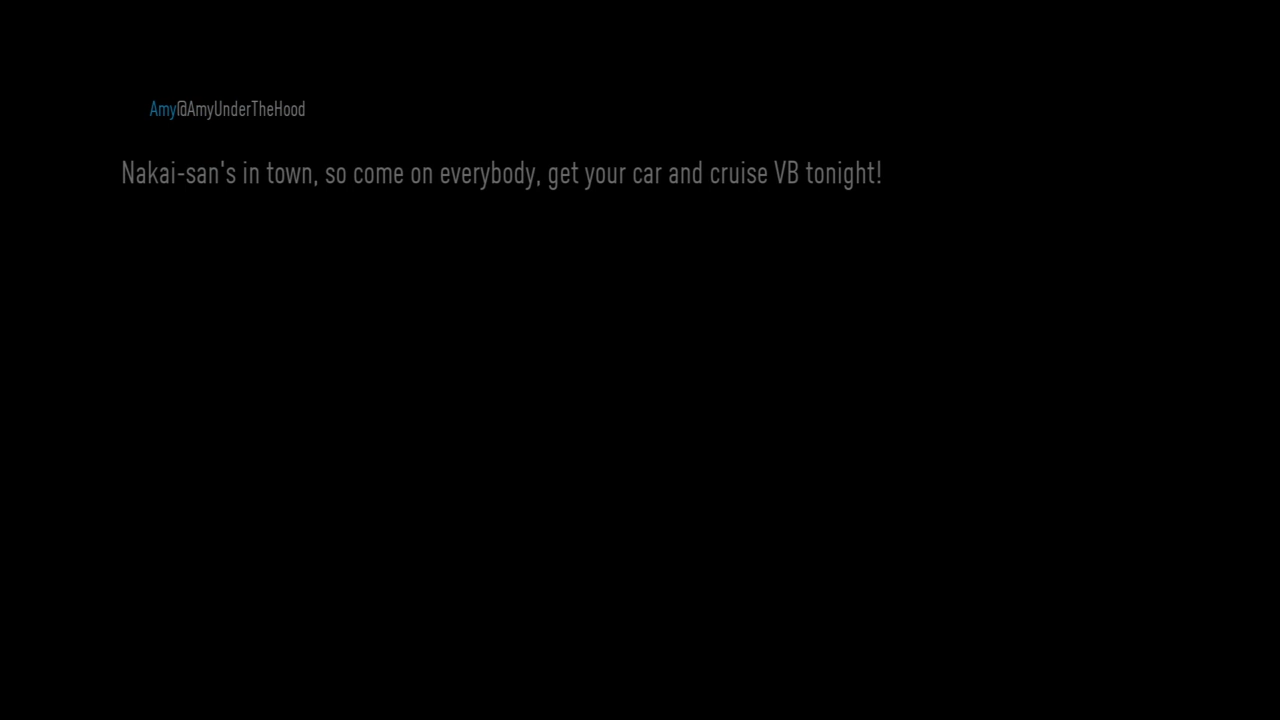 Amy@AmyUnderTheHood
Nakai-san's in town, so come on everybody, get your car and cruise VB tonight!